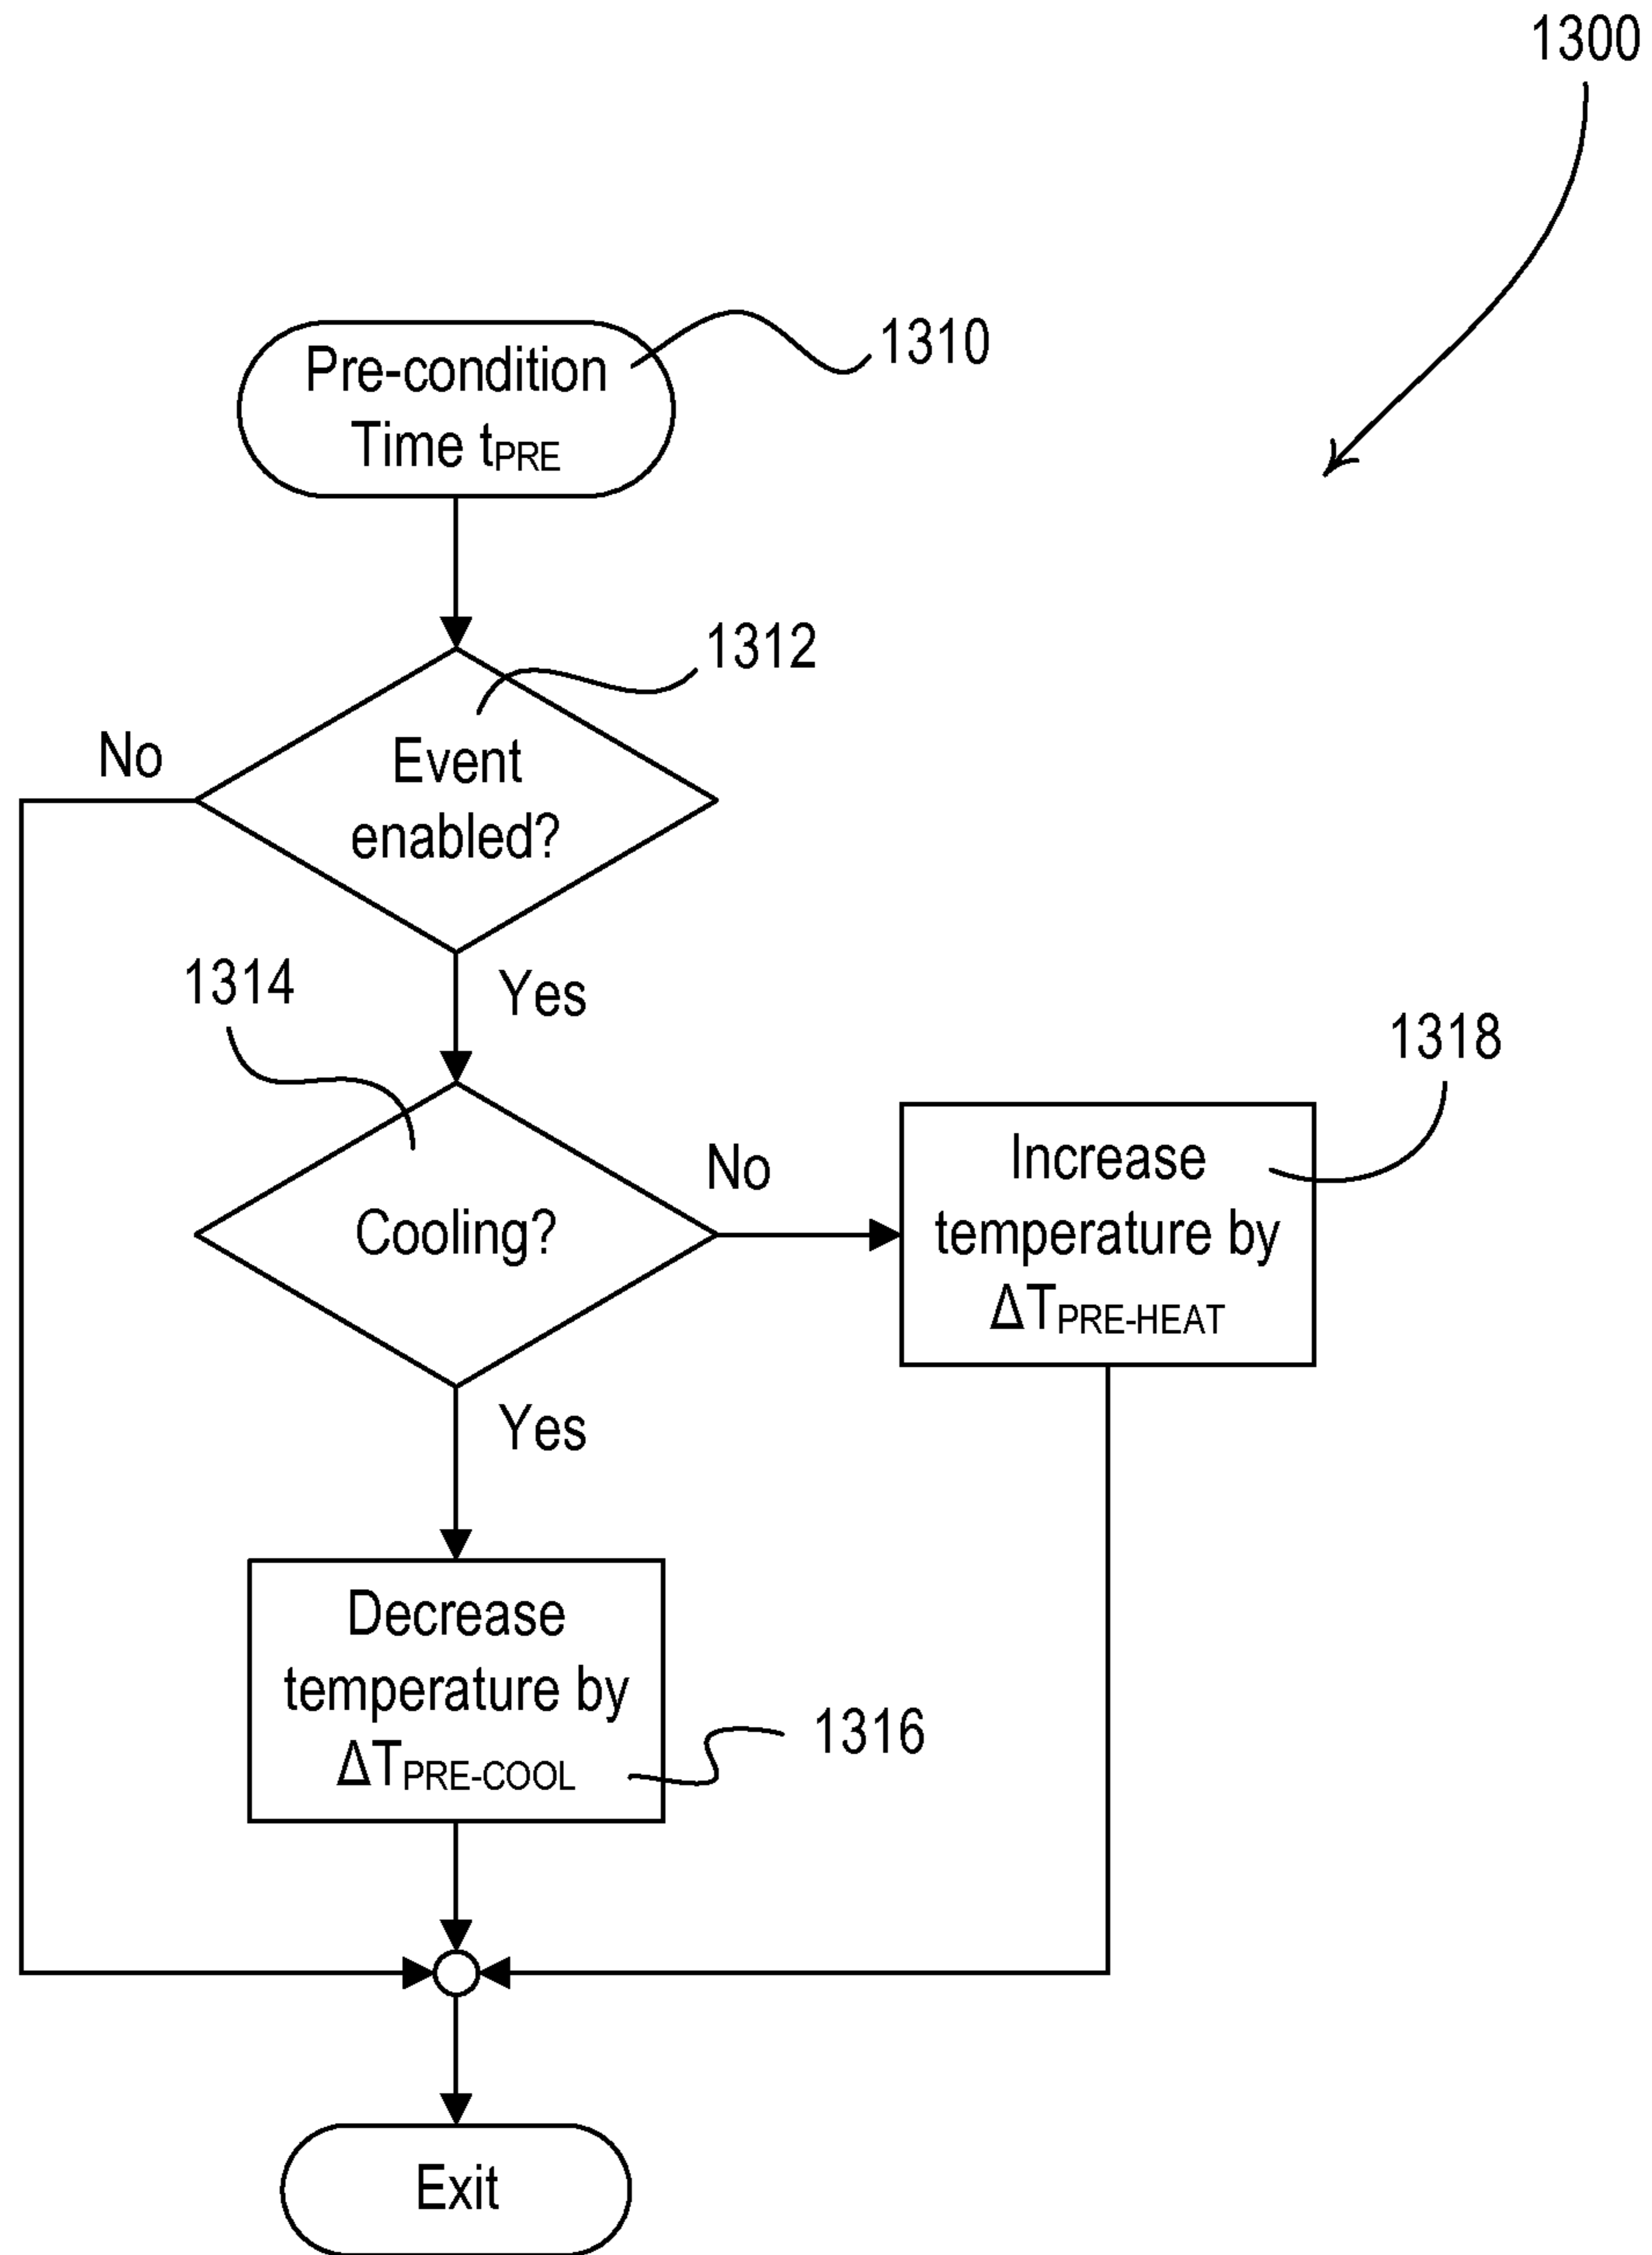 1300
Pre-condition
Time tPRE
1310
1312
No
Event
enabled?
Yes
1314
1318
Cooling?
No
Increase
temperature by
ΔTPRE-HEAT
Yes
Decrease
temperature by
ΔTPRE-COOL
1316
Exit